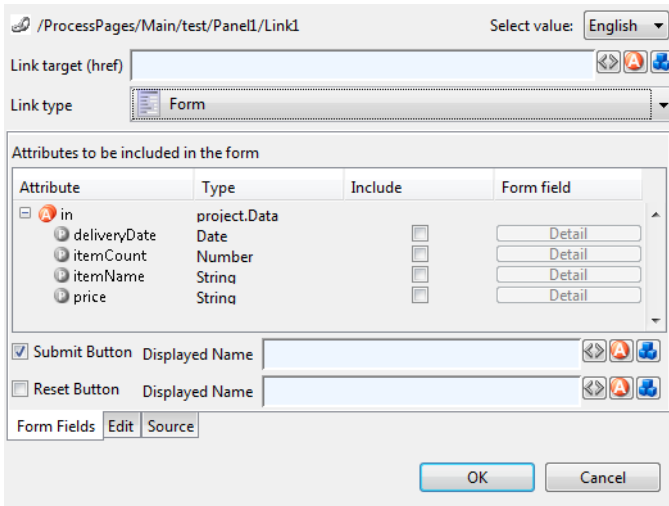 /ProcessPages/Main/test/Panel1/Link1 Select value: English
Link target (href)
Link type Form
Attributes to be included in the form
Attribute Type Include Form field
in project.Data
deliveryDate Date Detail
itemCount Number Detail
itemName String Detail
price String Detail
Submit Button Displayed Name
Reset Button Displayed Name
Form Fields Edit Source
OK Cancel